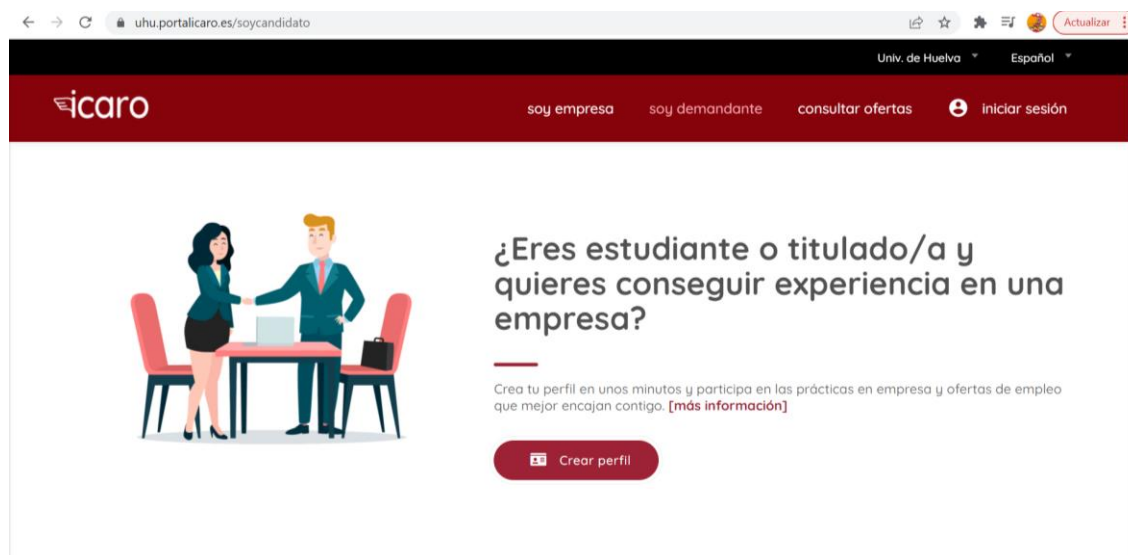 uhu.portalicaro.es/soycandidato
Actualizar
Univ. de Huelva
Español
icaro
soy empresa
soy demandante
consultar ofertas
iniciar sesión
¿Eres estudiante o titulado/a y
quieres conseguir experiencia en una
empresa?
Crea tu perfil en unos minutos y participa en las prácticas en empresa y ofertas de empleo
que mejor encajan contigo. [más información]
Crear perfil